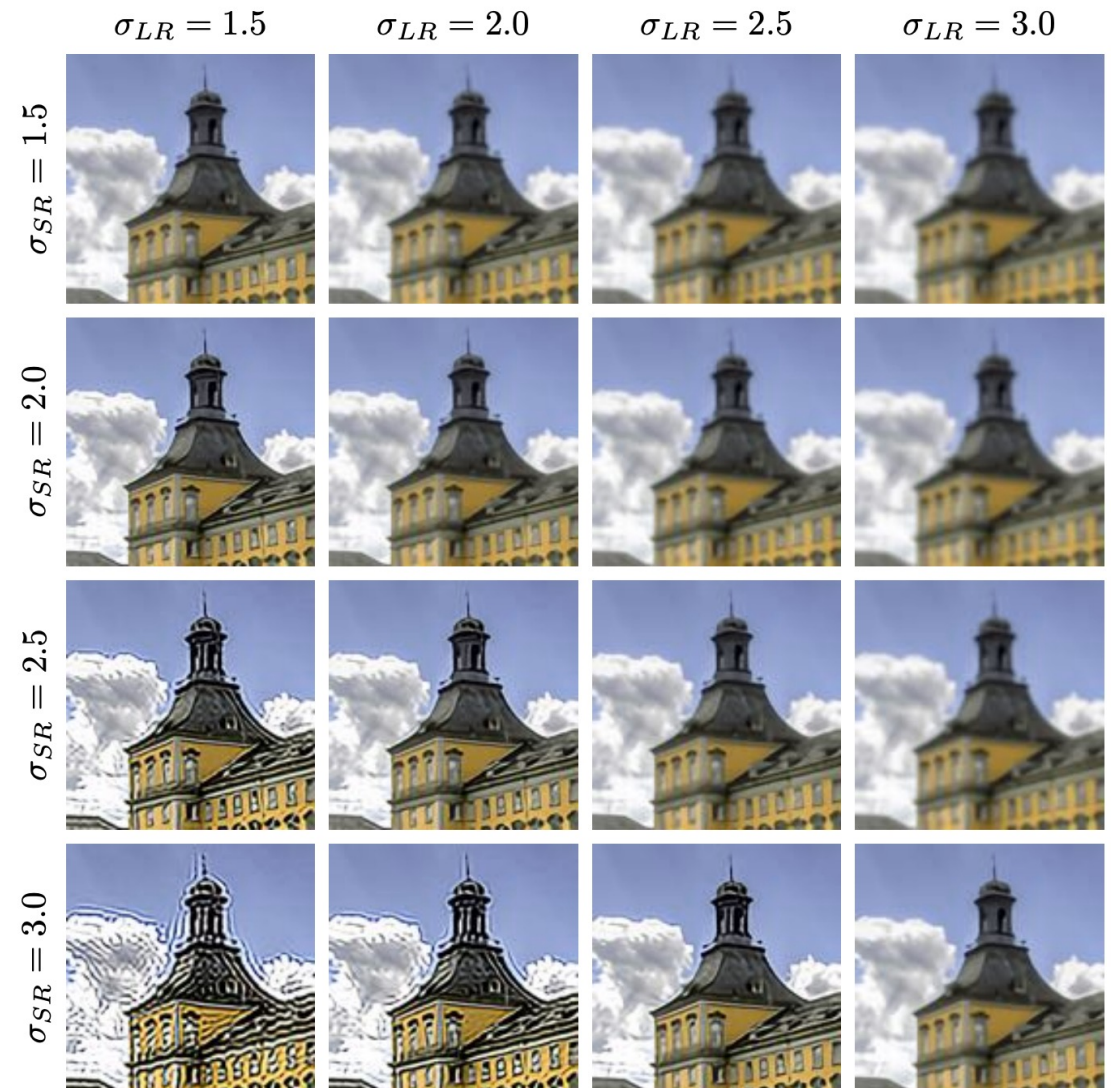 σ_LR = 1.5 σ_LR = 2.0 σ_LR = 2.5 σ_LR = 3.0
σ_SR = 1.5
σ_SR = 2.0
σ_SR = 2.5
σ_SR = 3.0